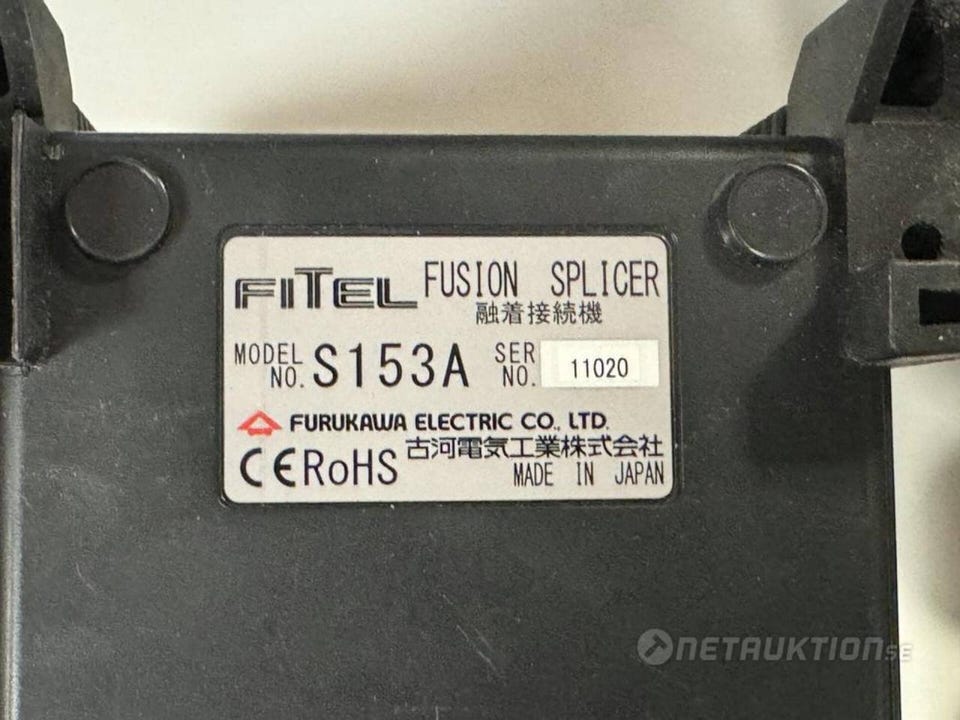 FITEL FUSION SPLICER
融着接続機
MODEL NO. S153A SER NO. 11020
FURUKAWA ELECTRIC CO., LTD.
古河電気工業株式会社
CE RoHS MADE IN JAPAN
NETAUKTION.SE